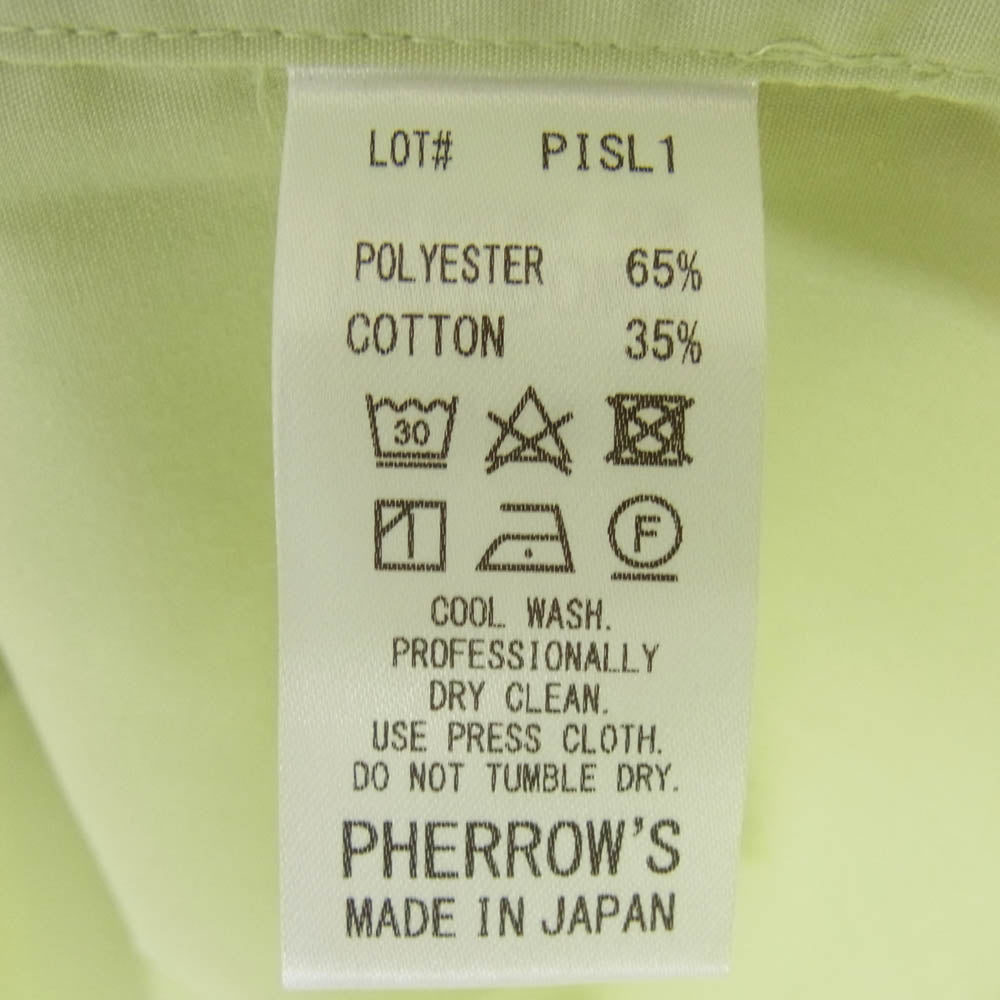 LOT# PISL1
POLYESTER 65%
COTTON 35%
30
F
COOL WASH.
PROFESSIONALLY
DRY CLEAN.
USE PRESS CLOTH.
DO NOT TUMBLE DRY.
PHERROW'S
MADE IN JAPAN